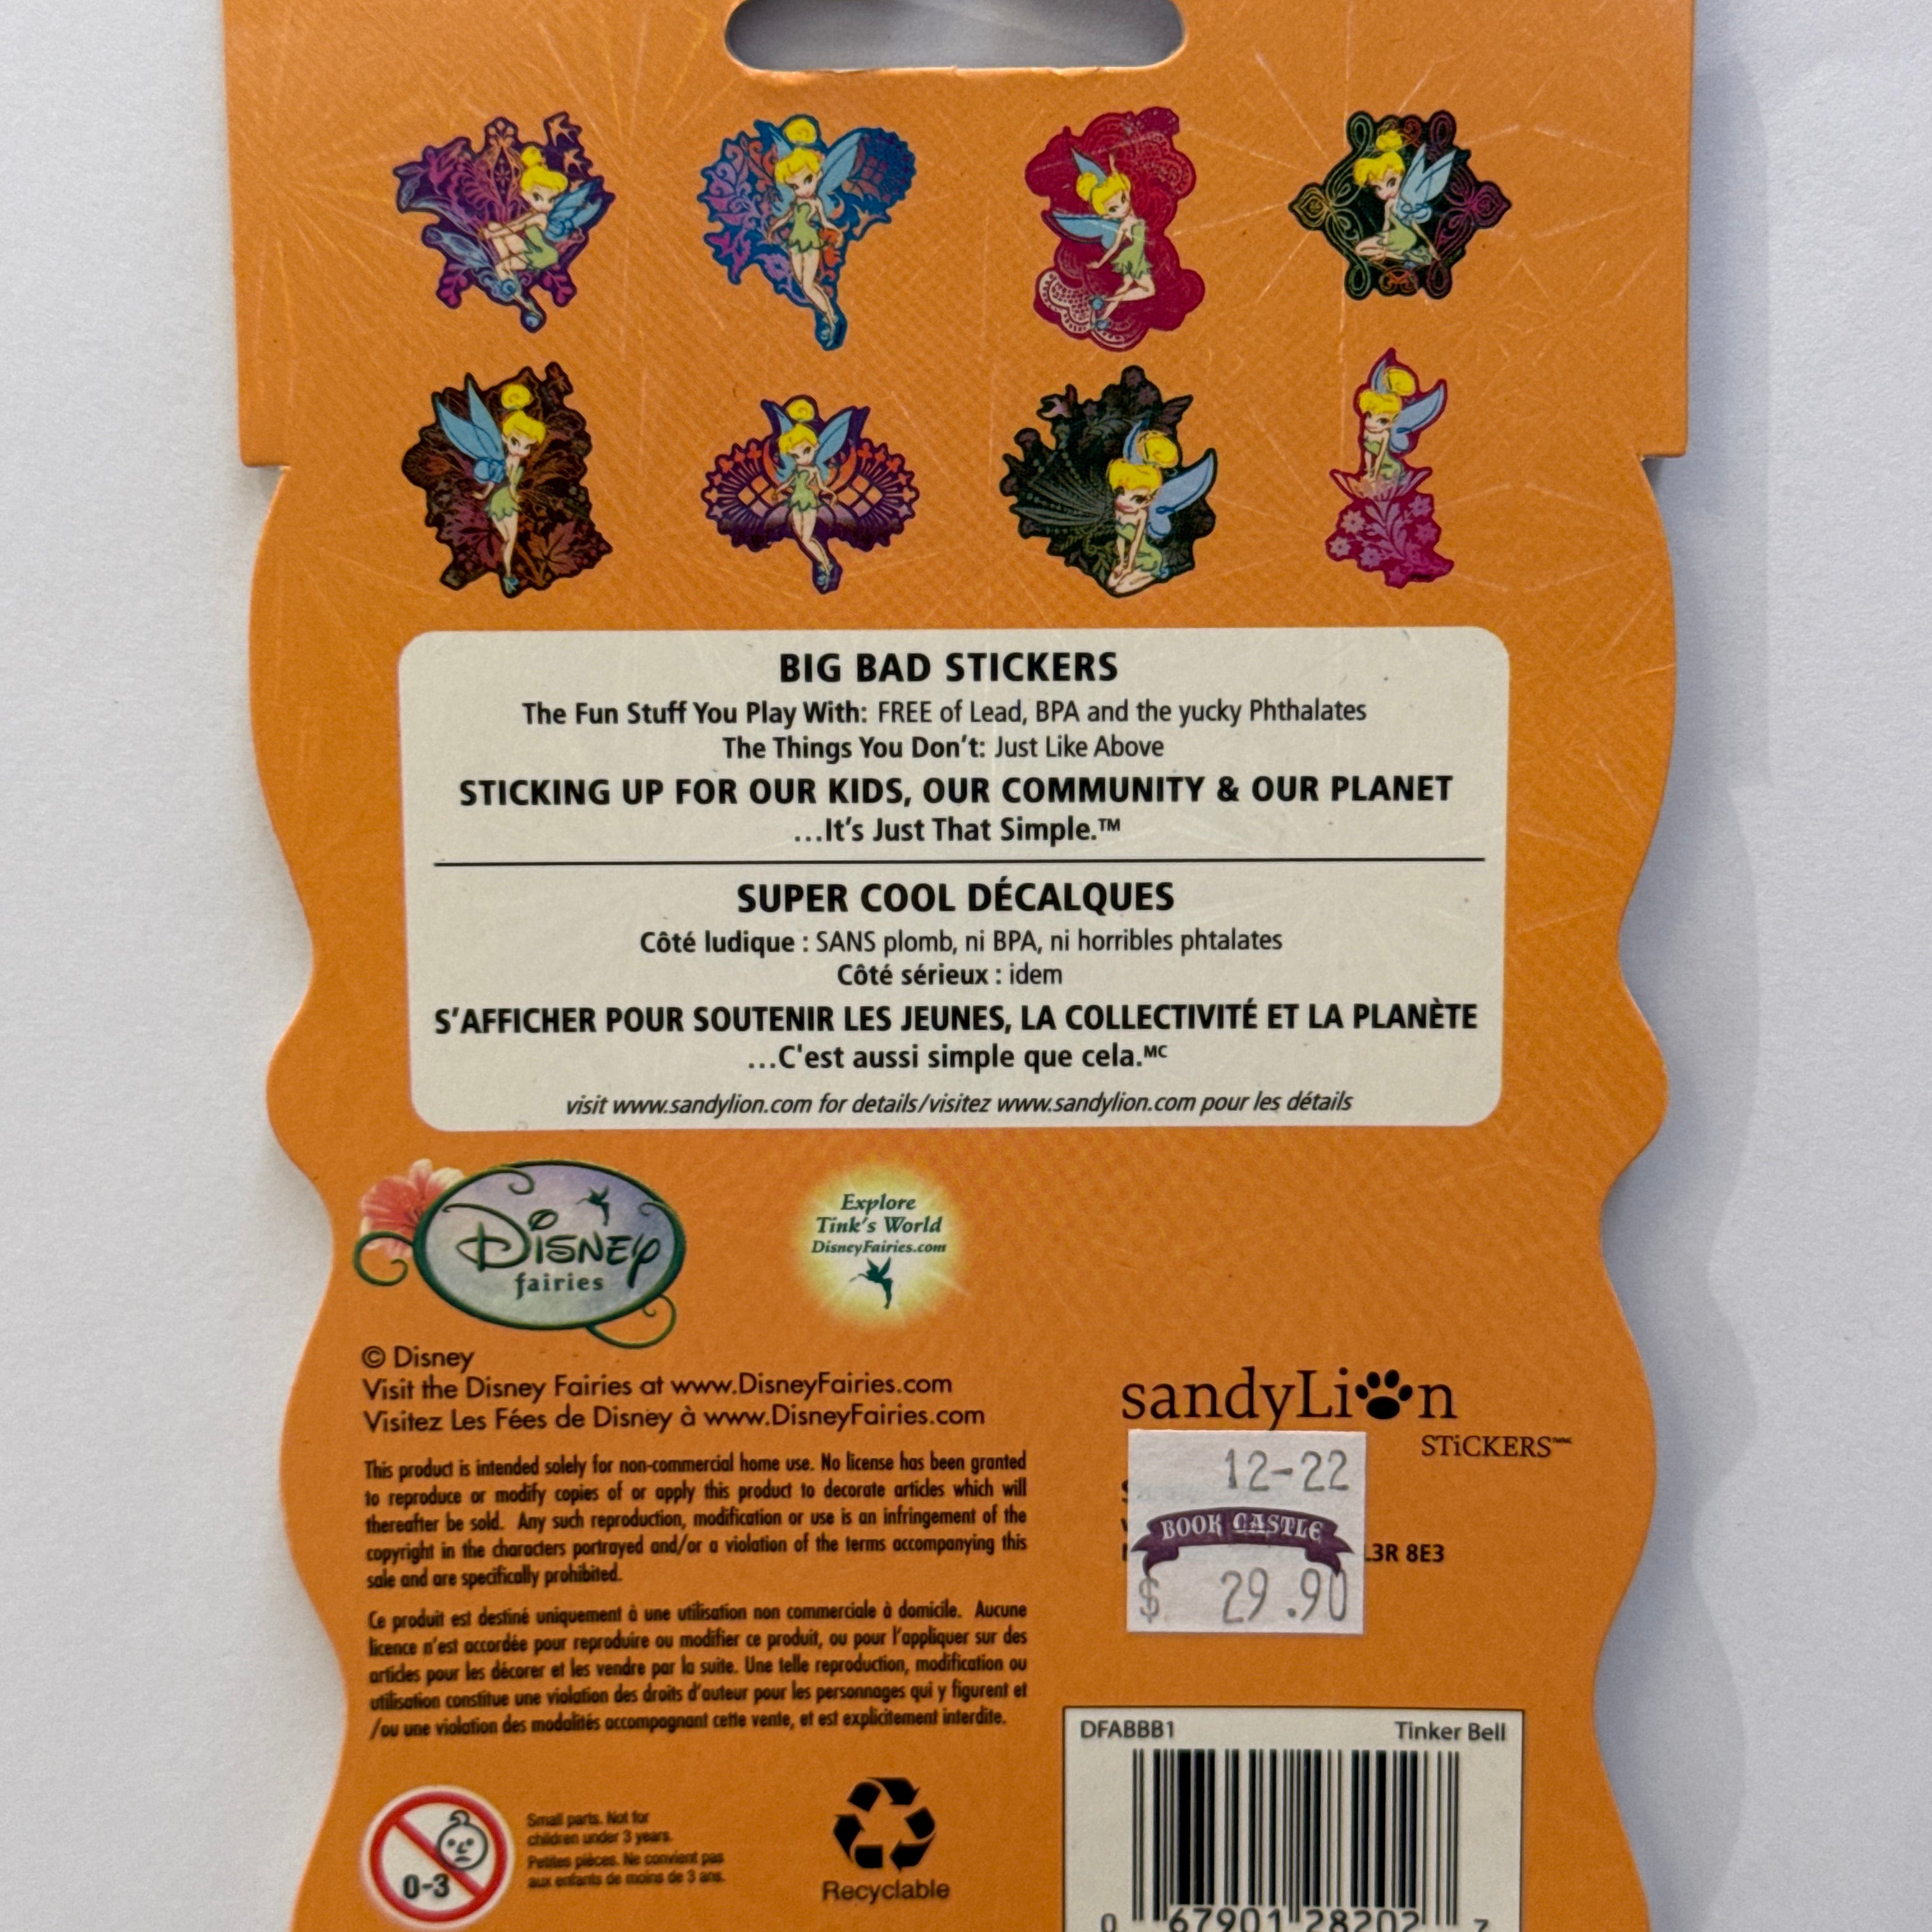 BIG BAD STICKERS
The Fun Stuff You Play With: FREE of Lead, BPA and the yucky Phthalates
The Things You Don't: Just Like Above
STICKING UP FOR OUR KIDS, OUR COMMUNITY & OUR PLANET
...It's Just That Simple.™
SUPER COOL DÉCALQUES
Côté ludique : SANS plomb, ni BPA, ni horribles phtalates
Côté sérieux : idem
S'AFFICHER POUR SOUTENIR LES JEUNES, LA COLLECTIVITÉ ET LA PLANÈTE
...C'est aussi simple que cela.ᴹᶜ
visit www.sandylion.com for details/visitez www.sandylion.com pour les détails
Disney
fairies
Explore
Tink's World
DisneyFairies.com
© Disney
Visit the Disney Fairies at www.DisneyFairies.com
Visitez Les Fées de Disney à www.DisneyFairies.com
This product is intended solely for non-commercial home use. No license has been granted
to reproduce or modify copies of or apply this product to decorate articles which will
thereafter be sold. Any such reproduction, modification or use is an infringement of the
copyright in the characters portrayed and/or a violation of the terms accompanying this
sale and are specifically prohibited.
Ce produit est destiné uniquement à une utilisation non commerciale à domicile. Aucune
licence n'est accordée pour reproduire ou modifier ce produit, ou pour l'appliquer sur des
articles pour les décorer et les vendre par la suite. Une telle reproduction, modification ou
utilisation constitue une violation des droits d'auteur pour les personnages qui y figurent et
/ou une violation des modalités accompagnant cette vente, et est explicitement interdite.
sandyLion
STiCKERS
12-22
BOOK CASTLE
$ 29.90
L3R 8E3
0-3
Small parts. Not for
children under 3 years.
Petites pièces. Ne convient pas
aux enfants de moins de 3 ans.
Recyclable
DFABBB1 Tinker Bell
0 67901 28202 7